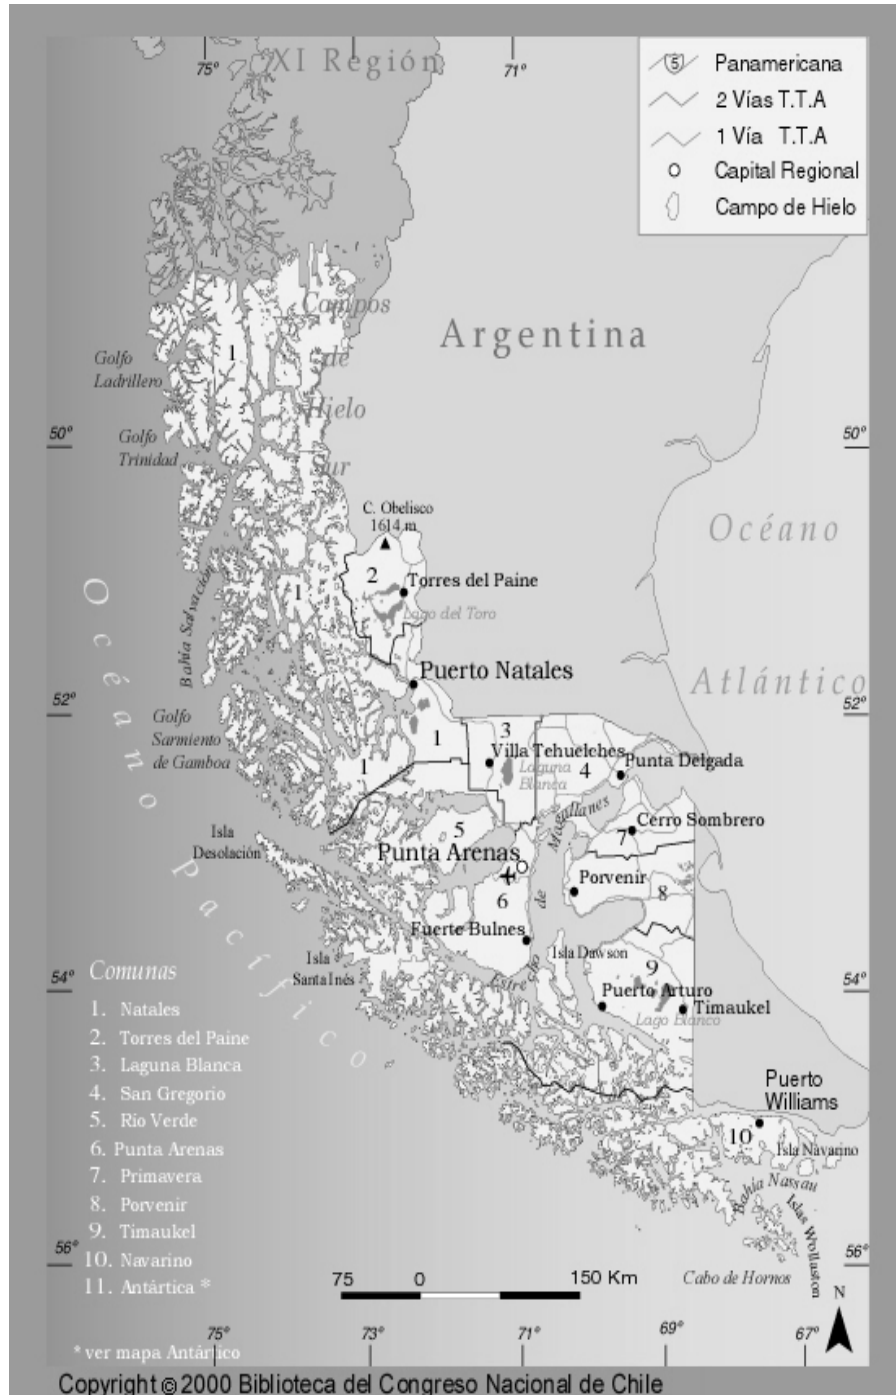 75°
XI Región
71°
5
Panamericana
2 Vías T.T.A
1 Vía T.T.A
Capital Regional
Campo de Hielo
Campos
de
Hielo
Sur
Argentina
1
Golfo
Ladrillero
Golfo
Trinidad
50°
50°
C. Obelisco
1614 m
Océano
Atlántico
2
Torres del Paine
Lago del Toro
1
Bahía Salvación
Océano Pacífico
Puerto Natales
52°
52°
Golfo
Sarmiento
de Gamboa
1
1
3
Villa Tehuelches
Laguna
Blanca
4
Punta Delgada
Estrecho de Magallanes
Isla
Desolación
5
7
Cerro Sombrero
Punta Arenas
Porvenir
8
6
Fuerte Bulnes
Isla Dawson
Isla
Santa Inés
9
54°
54°
Puerto Arturo
Timaukel
Lago Blanco
Comunas
1. Natales
2. Torres del Paine
3. Laguna Blanca
4. San Gregorio
5. Río Verde
6. Punta Arenas
7. Primavera
8. Porvenir
9. Timaukel
10. Navarino
11. Antártica *
Puerto
Williams
10
Isla Navarino
Bahía Nassau
Islas Wollaston
56°
56°
Cabo de Hornos
75 0 150 Km
N
75°
73°
71°
69°
67°
* ver mapa Antártico
Copyright © 2000 Biblioteca del Congreso Nacional de Chile